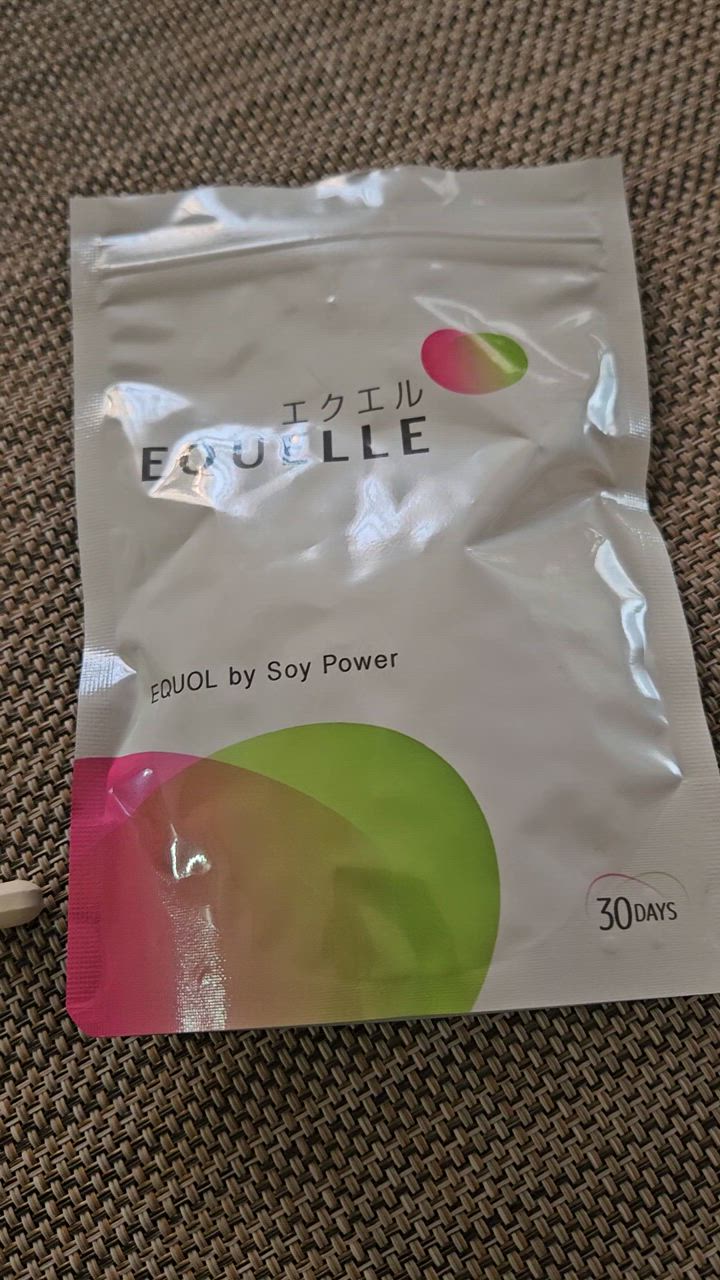 エクエル
EQUELLE
EQUOL by Soy Power
30DAYS